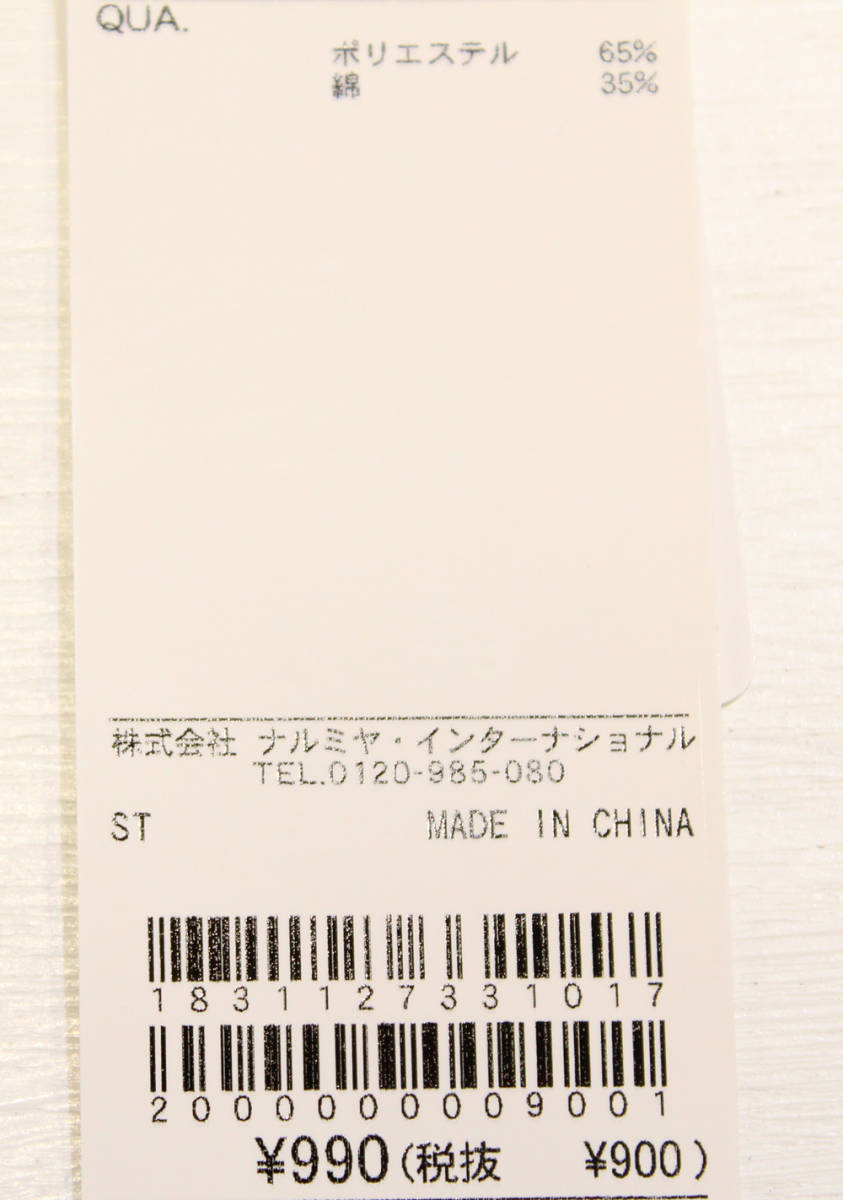 QUA.
ポリエステル 65%
綿 35%
株式会社 ナルミヤ・インターナショナル
TEL.0120-985-080
ST MADE IN CHINA
1831127331017
2000000009001
¥990(税抜 ¥900)